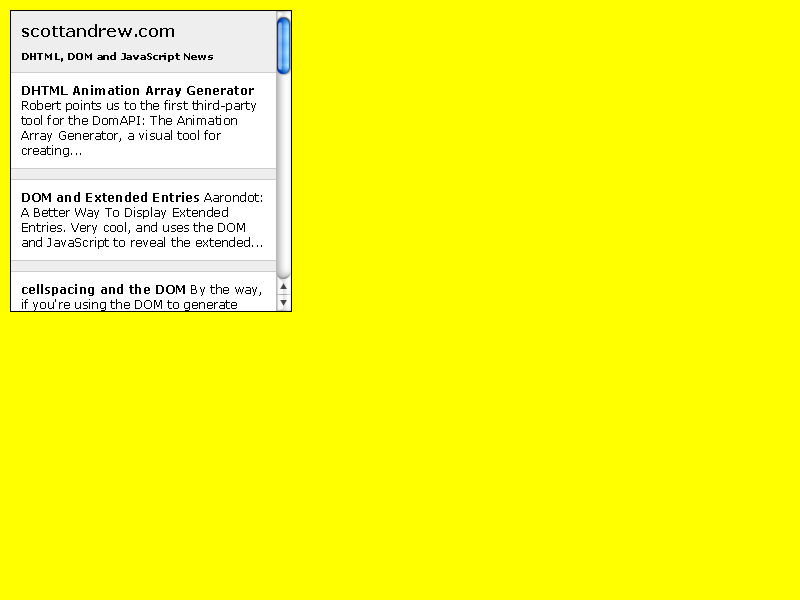 scottandrew.com
DHTML, DOM and JavaScript News
DHTML Animation Array Generator
Robert points us to the first third-party
tool for the DomAPI: The Animation
Array Generator, a visual tool for
creating...
DOM and Extended Entries Aarondot:
A Better Way To Display Extended
Entries. Very cool, and uses the DOM
and JavaScript to reveal the extended...
cellspacing and the DOM By the way,
if you're using the DOM to generate